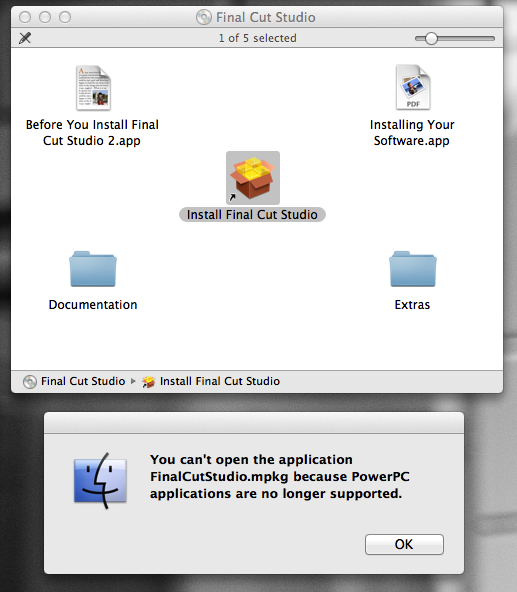 Final Cut Studio
1 of 5 selected
Before You Install Final
Cut Studio 2.app
PDF
Installing Your
Software.app
Install Final Cut Studio
Documentation
Extras
Final Cut Studio ▸ Install Final Cut Studio
You can't open the application
FinalCutStudio.mpkg because PowerPC
applications are no longer supported.
OK